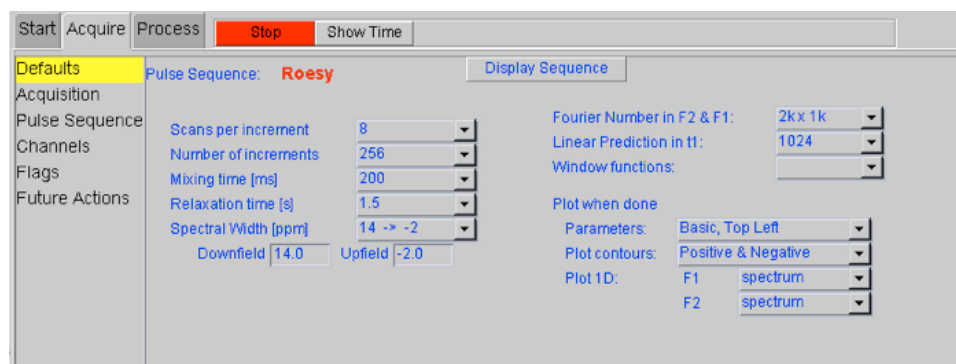 Start Acquire Process Stop Show Time
Defaults
Acquisition
Pulse Sequence
Channels
Flags
Future Actions
Pulse Sequence: Roesy Display Sequence
Scans per increment 8
Number of increments 256
Mixing time [ms] 200
Relaxation time [s] 1.5
Spectral Width [ppm] 14 -> -2
Downfield 14.0 Upfield -2.0
Fourier Number in F2 & F1: 2k x 1k
Linear Prediction in t1: 1024
Window functions:
Plot when done
Parameters: Basic, Top Left
Plot contours: Positive & Negative
Plot 1D: F1 spectrum
F2 spectrum